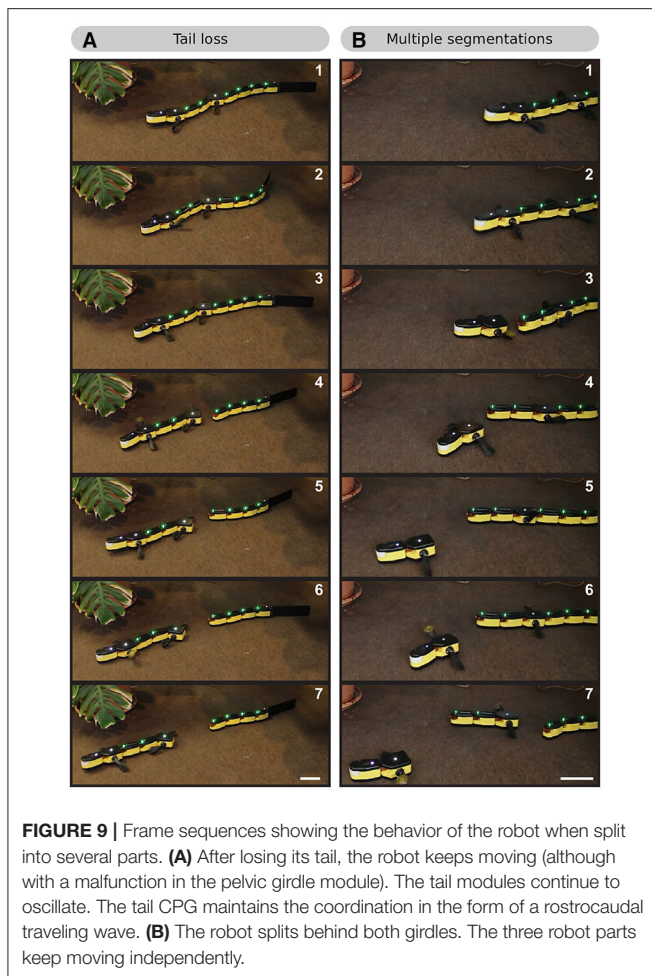 A Tail loss
B Multiple segmentations
1
1
2
2
3
3
4
4
5
5
6
6
7
7
FIGURE 9 | Frame sequences showing the behavior of the robot when split
into several parts. (A) After losing its tail, the robot keeps moving (although
with a malfunction in the pelvic girdle module). The tail modules continue to
oscillate. The tail CPG maintains the coordination in the form of a rostrocaudal
traveling wave. (B) The robot splits behind both girdles. The three robot parts
keep moving independently.